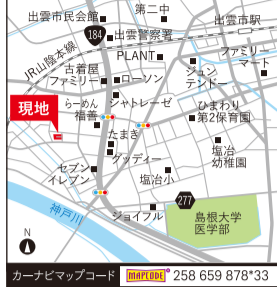 出雲市民会館
第二中
出雲市駅
184
出雲警察署
JR山陰本線
PLANT
ファミリー
マート
古着屋
ファミリー
ローソン
ジュン
テンドー
現地
らーめん
福善
シャトレーゼ
ひまわり
第2保育園
たまき
グッディー
塩冶
幼稚園
セブン
イレブン
塩冶小
277
神戸川
ジョイフル
島根大学
医学部
N
カーナビマップコード MAPCODE 258 659 878*33